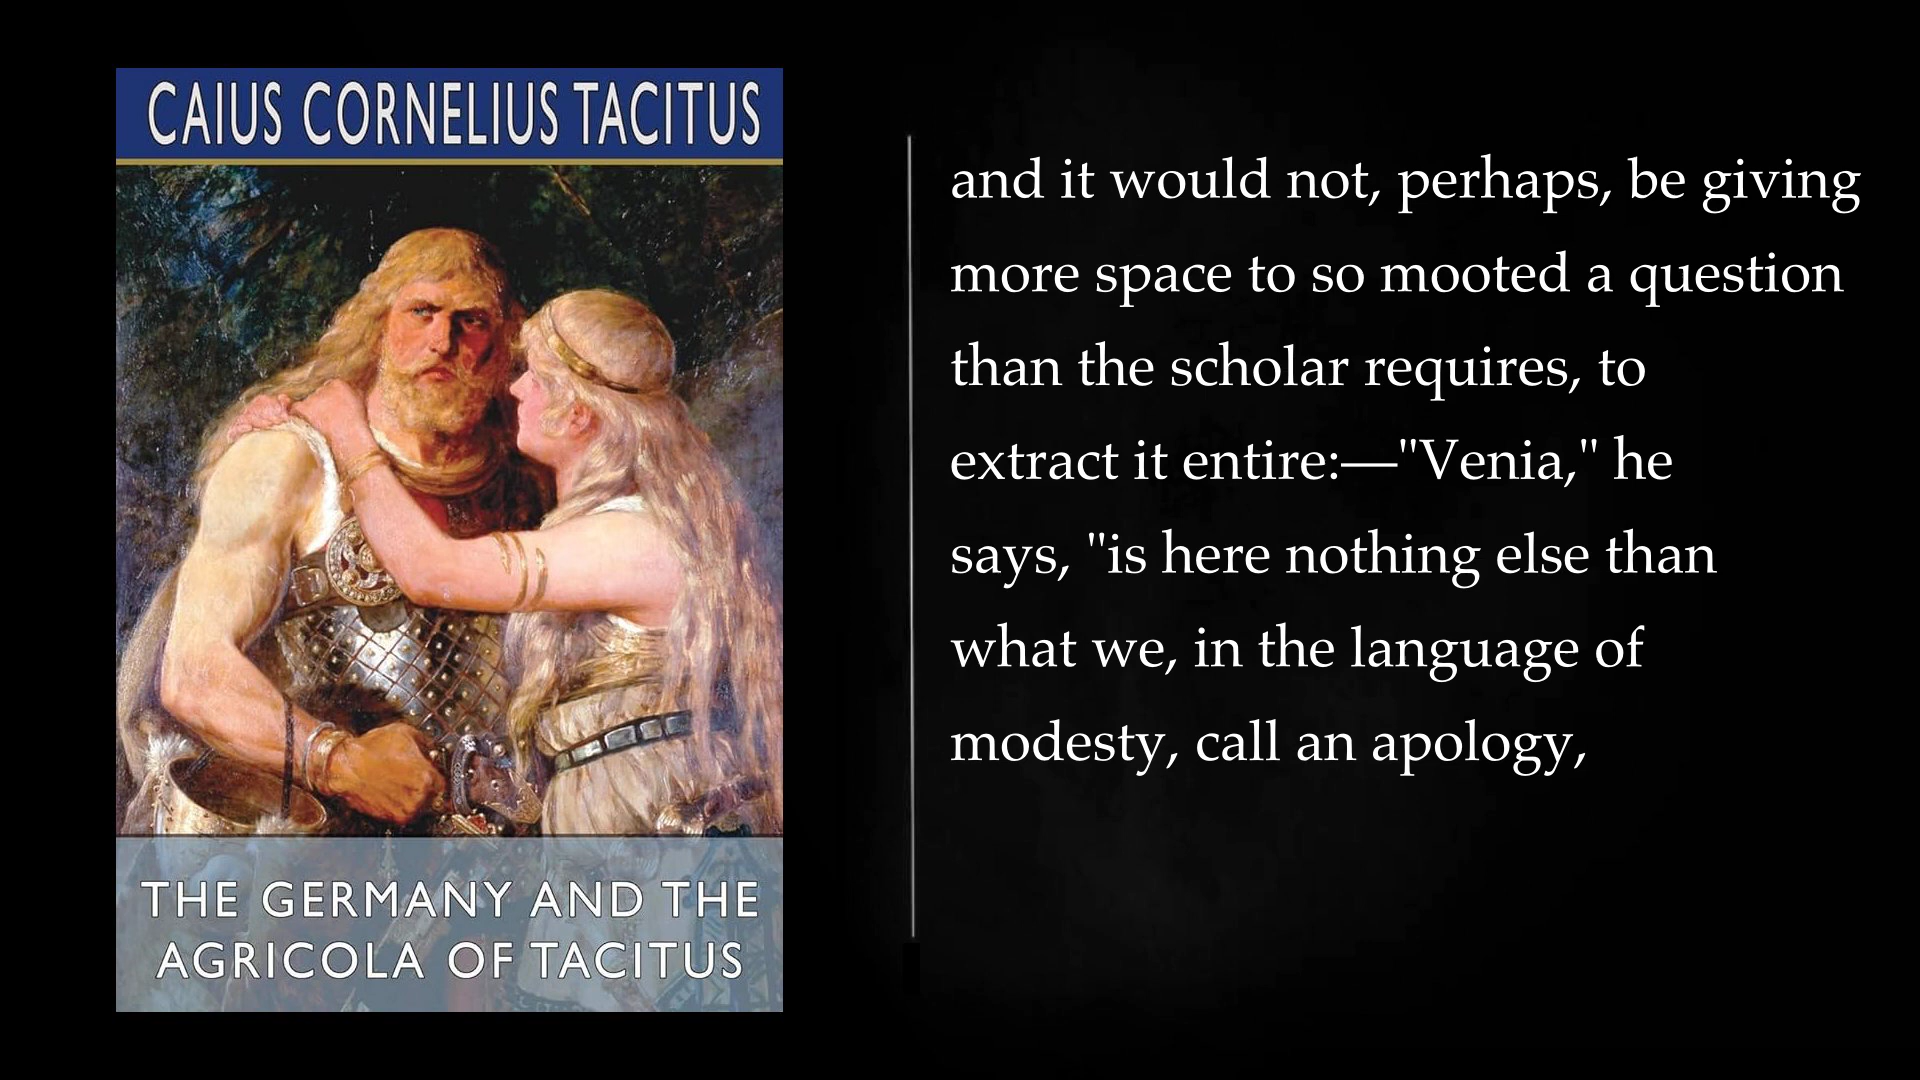 CAIUS CORNELIUS TACITUS
THE GERMANY AND THE
AGRICOLA OF TACITUS
and it would not, perhaps, be giving
more space to so mooted a question
than the scholar requires, to
extract it entire:—"Venia," he
says, "is here nothing else than
what we, in the language of
modesty, call an apology,